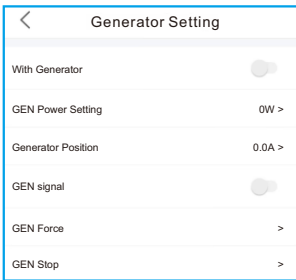 Generator Setting
With Generator
GEN Power Setting 0W >
Generator Position 0.0A >
GEN signal
GEN Force >
GEN Stop >